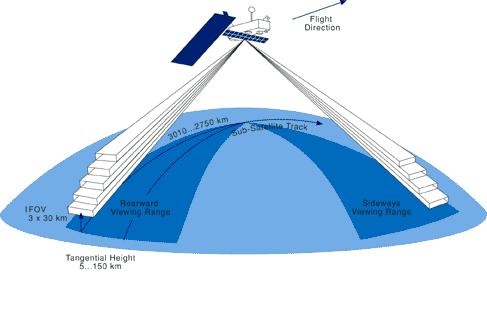 Flight
Direction
3010...2750 km
Sub-Satellite Track
IFOV
3 x 30 km
Rearward
Viewing Range
Sideways
Viewing Range
Tangential Height
5...150 km